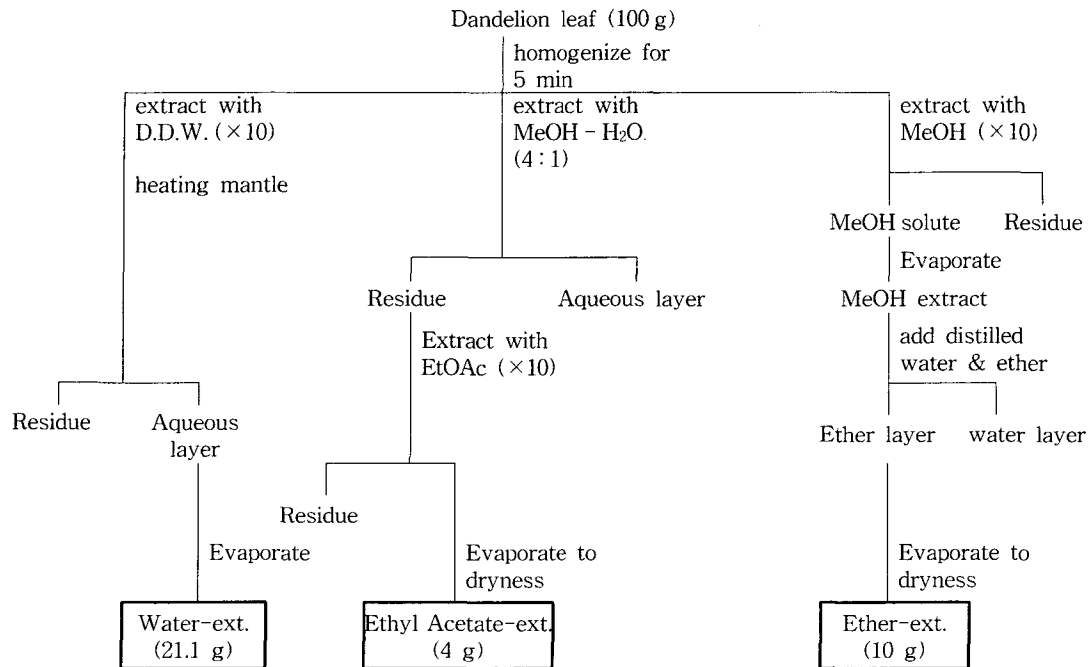 Dandelion leaf (100 g)
homogenize for
5 min
extract with
D.D.W. (×10)
heating mantle
extract with
MeOH - H₂O.
(4 : 1)
extract with
MeOH (×10)
MeOH solute
Residue
Evaporate
MeOH extract
add distilled
water & ether
Residue
Aqueous layer
Extract with
EtOAc (×10)
Residue
Aqueous
layer
Ether layer
water layer
Residue
Evaporate
Evaporate to
dryness
Evaporate to
dryness
Water-ext.
(21.1 g)
Ethyl Acetate-ext.
(4 g)
Ether-ext.
(10 g)